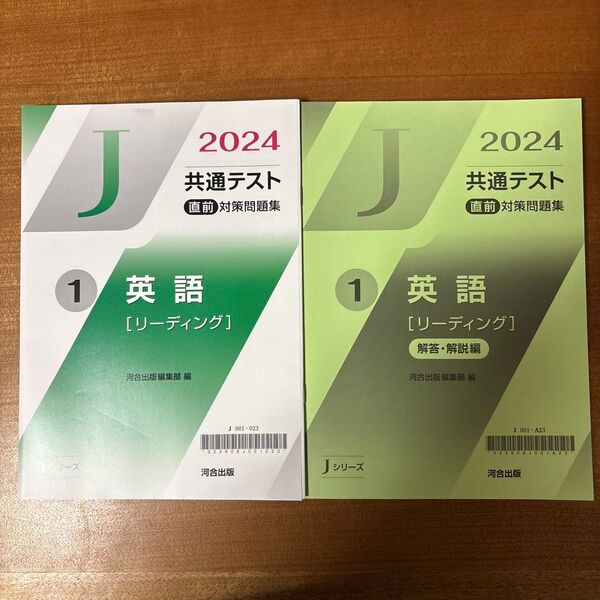 J
2024
共通テスト
直前 対策問題集
1
英語
[リーディング]
河合出版編集部 編
J 001-023
*323908J001023*
Jシリーズ
河合出版
J
2024
共通テスト
直前 対策問題集
1
英語
[リーディング]
解答・解説編
河合出版編集部 編
J 001-A23
*323908J001A23*
Jシリーズ
河合出版